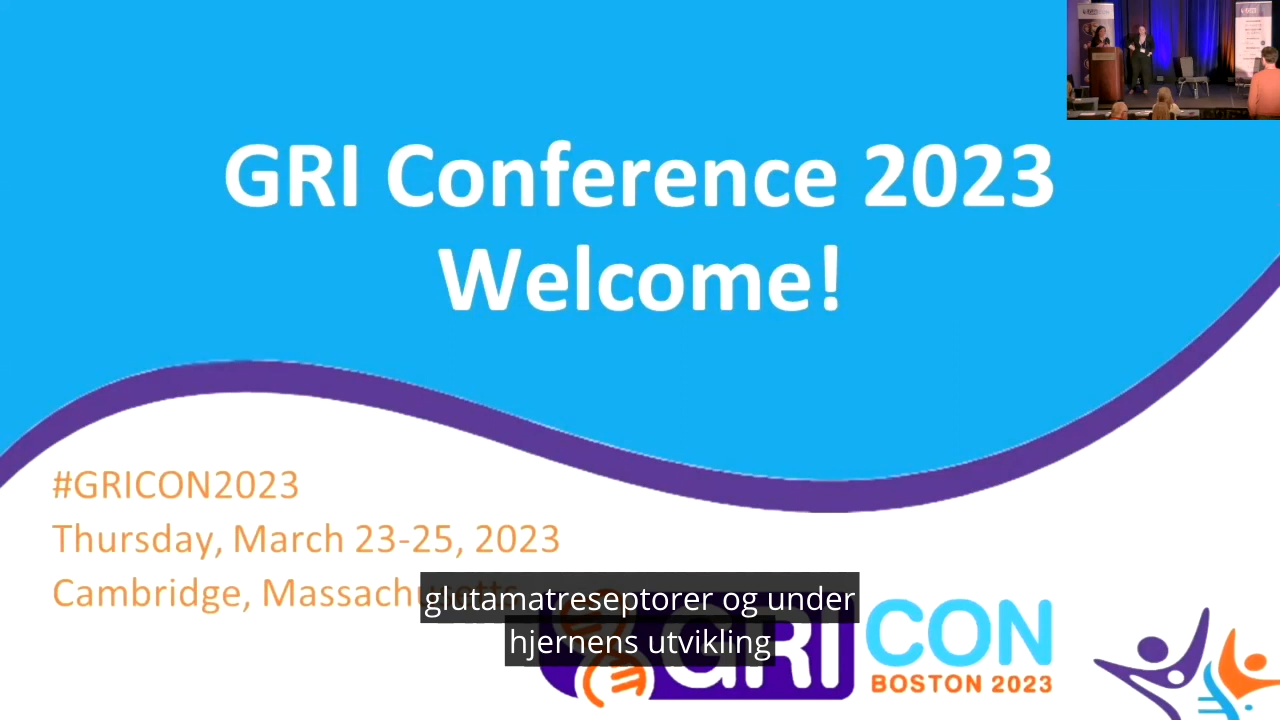 GRI Conference 2023
Welcome!
#GRICON2023
Thursday, March 23-25, 2023
Cambridge, Massachusetts
glutamatreseptorer og under
hjernens utvikling
GRI CON
BOSTON 2023